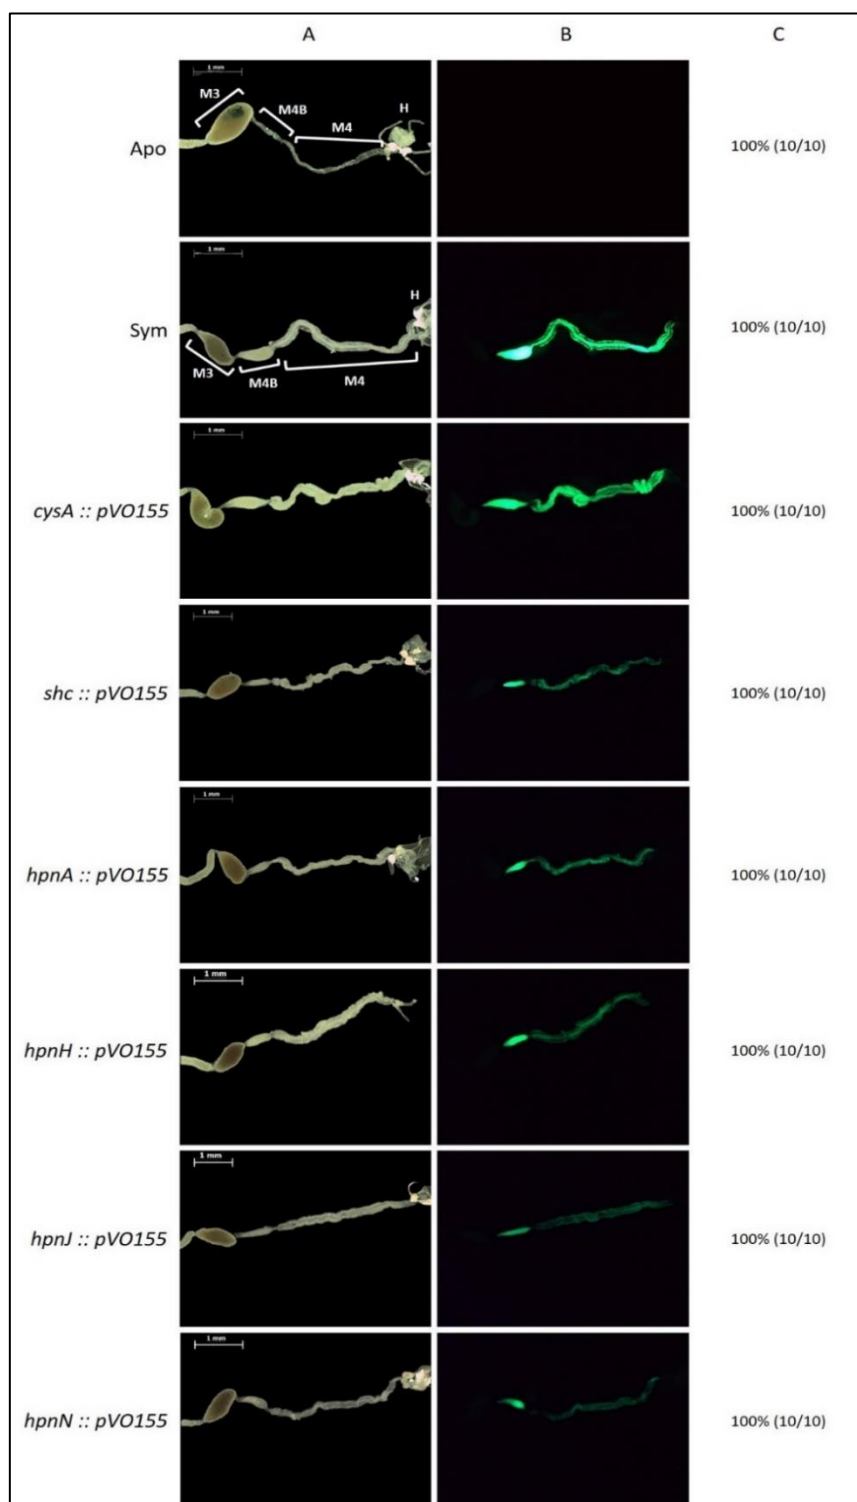 A B C
1 mm
M3 M4B M4 H
Apo 100% (10/10)
1 mm
H
Sym 100% (10/10)
M3 M4B M4
1 mm
cysA :: pVO155 100% (10/10)
1 mm
shc :: pVO155 100% (10/10)
1 mm
hpnA :: pVO155 100% (10/10)
1 mm
hpnH :: pVO155 100% (10/10)
1 mm
hpnJ :: pVO155 100% (10/10)
1 mm
hpnN :: pVO155 100% (10/10)